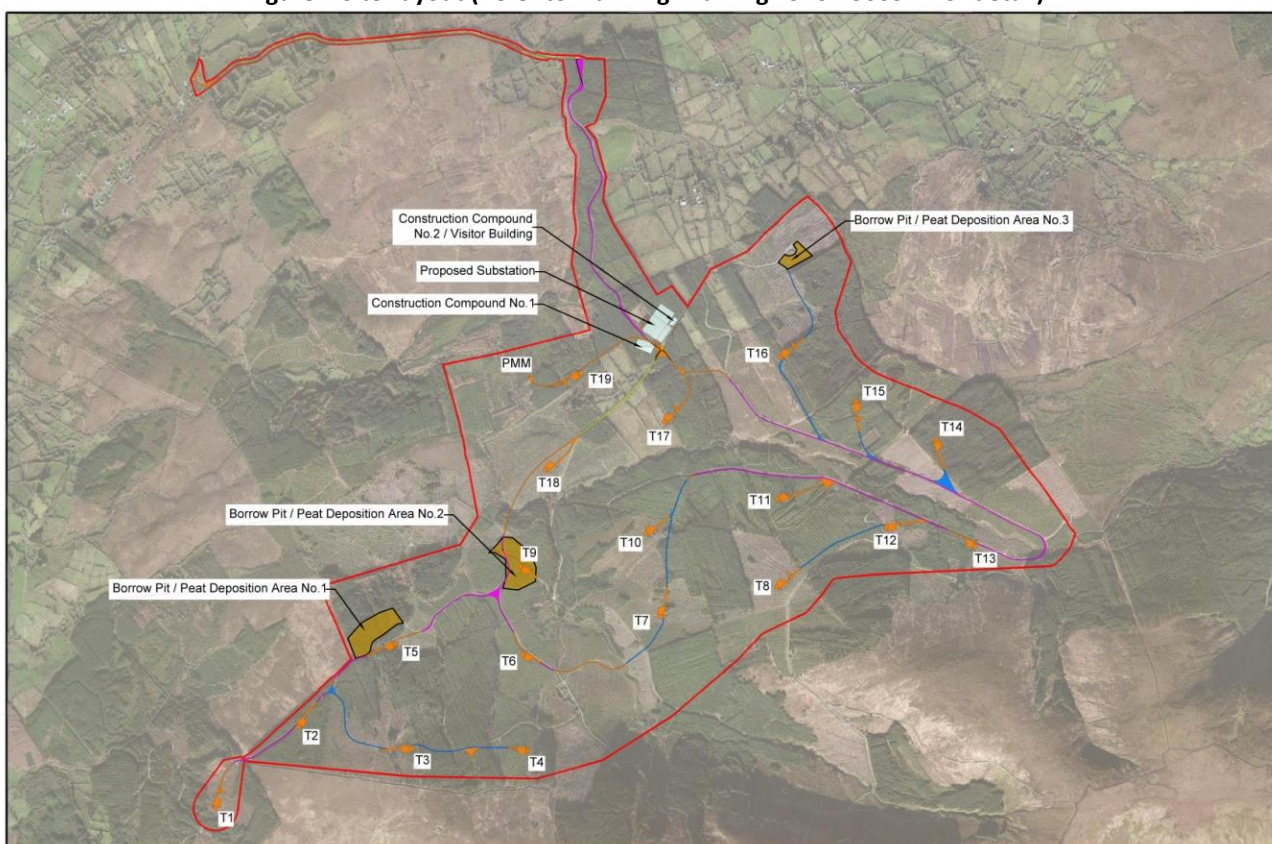 Construction Compound
No.2 / Visitor Building
Borrow Pit / Peat Deposition Area No.3
Proposed Substation
Construction Compound No.1
T16
PMM
T19
T15
T17
T14
T18
T11
Borrow Pit / Peat Deposition Area No.2
T10
T12
T9
T13
T8
Borrow Pit / Peat Deposition Area No.1
T7
T5
T6
T2
T3
T4
T1